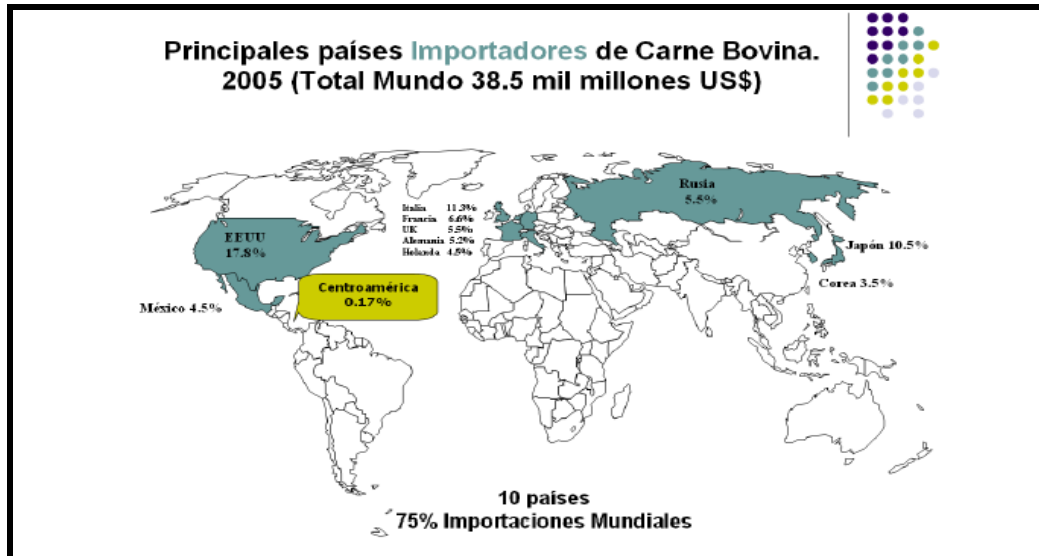 Principales países Importadores de Carne Bovina.
2005 (Total Mundo 38.5 mil millones US$)
Rusia
5.5%
Italia 11.3%
Francia 6.6%
UK 5.5%
Alemania 5.2%
Holanda 4.5%
EEUU
17.8%
Japón 10.5%
Centroamérica
0.17%
Corea 3.5%
México 4.5%
10 países
75% Importaciones Mundiales